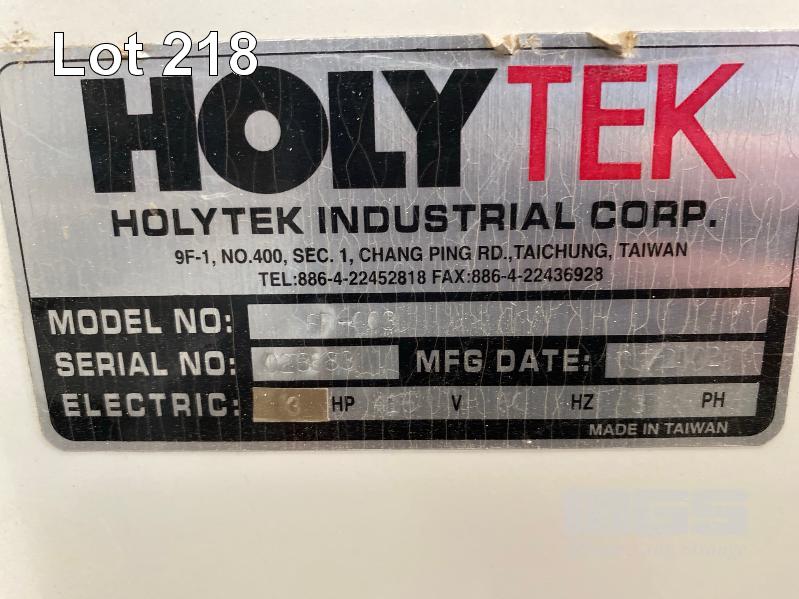 Lot 218
HOLYTEK
HOLYTEK INDUSTRIAL CORP.
9F-1, NO.400, SEC. 1, CHANG PING RD.,TAICHUNG, TAIWAN
TEL:886-4-22452818 FAX:886-4-22436928
MODEL NO:
SERIAL NO: MFG DATE:
ELECTRIC: 3 HP V HZ PH
MADE IN TAIWAN